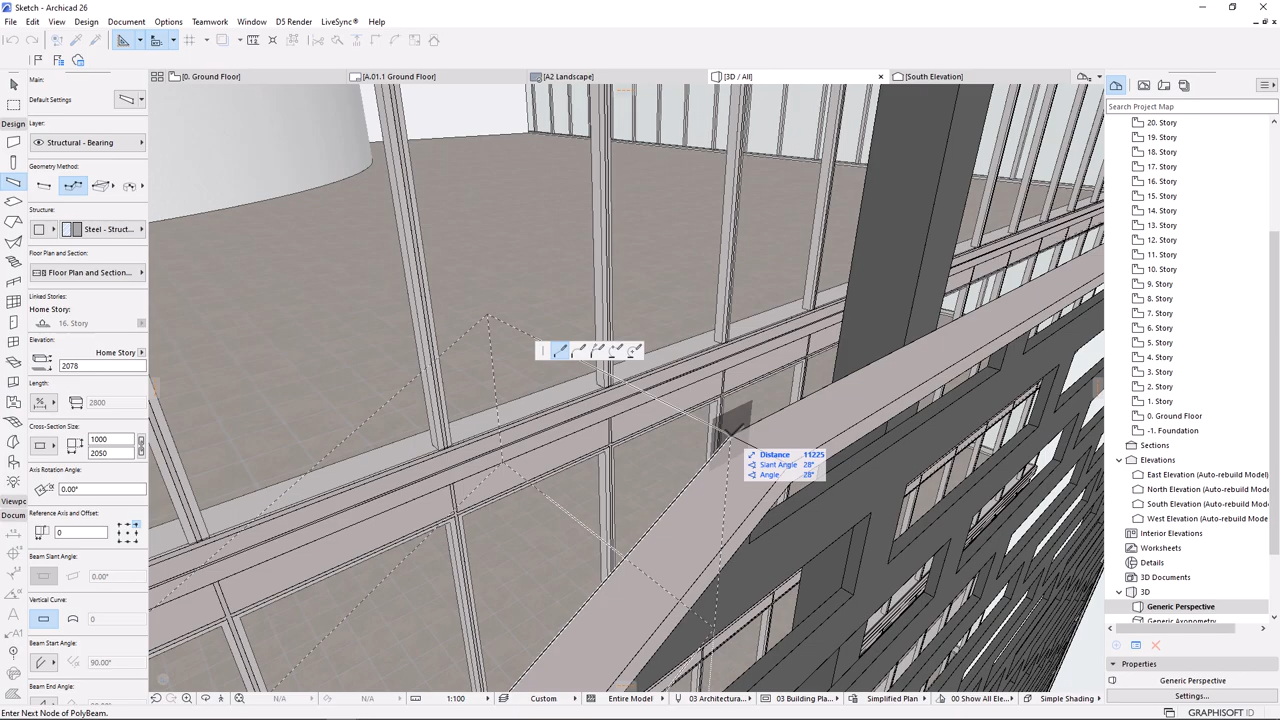 Sketch - Archicad 26
File Edit View Design Document Options Teamwork Window D5 Render LiveSync® Help
[0. Ground Floor]
[A.01.1 Ground Floor]
[A2 Landscape]
[3D / All]
[South Elevation]
Main:
Default Settings
Layer:
Structural - Bearing
Geometry Method:
Structure:
Steel - Struct...
Floor Plan and Section:
Floor Plan and Section...
Linked Stories:
Home Story:
16. Story
Elevation:
Home Story
2078
Length:
2800
Cross-Section Size:
1000
2050
Axis Rotation Angle:
0.00°
Reference Axis and Offset:
0
Beam Slant Angle:
0.00°
Vertical Curve:
0
Beam Start Angle:
90.00°
Beam End Angle:
Design
Viewpc
Docum
Distance 11225
Slant Angle 28°
Angle 28°
Search Project Map
20. Story
19. Story
18. Story
17. Story
16. Story
15. Story
14. Story
13. Story
12. Story
11. Story
10. Story
9. Story
8. Story
7. Story
6. Story
5. Story
4. Story
3. Story
2. Story
1. Story
0. Ground Floor
-1. Foundation
Sections
Elevations
East Elevation (Auto-rebuild Model
North Elevation (Auto-rebuild Mod
South Elevation (Auto-rebuild Mod
West Elevation (Auto-rebuild Mode
Interior Elevations
Worksheets
Details
3D Documents
3D
Generic Perspective
Generic Axonometry
Properties
Generic Perspective
Settings...
N/A
N/A
1:100
Custom
Entire Model
03 Architectura...
03 Building Pla...
Simplified Plan
00 Show All Ele...
Simple Shading
Enter Next Node of PolyBeam.
GRAPHISOFT ID